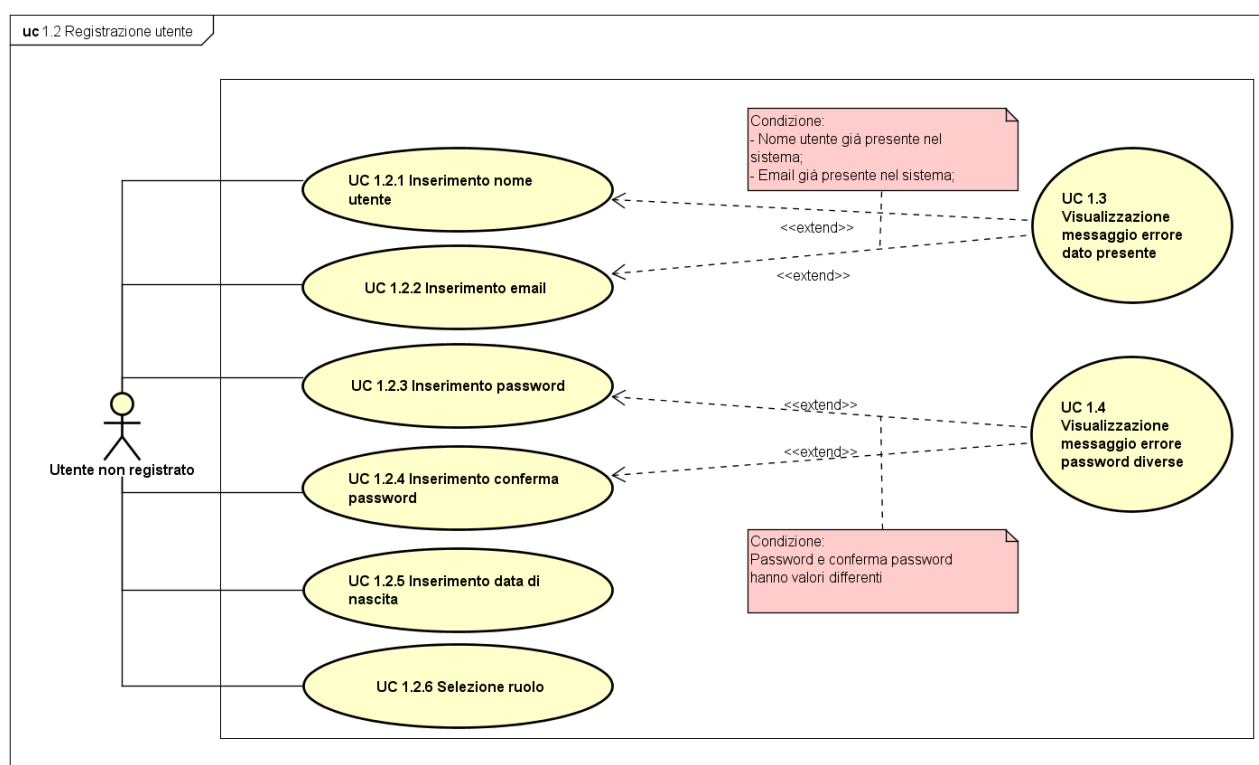 uc 1.2 Registrazione utente
Condizione:
- Nome utente già presente nel
sistema;
- Email già presente nel sistema;
UC 1.2.1 Inserimento nome
utente
UC 1.3
Visualizzazione
messaggio errore
dato presente
<<extend>>
<<extend>>
UC 1.2.2 Inserimento email
UC 1.2.3 Inserimento password
<<extend>>
UC 1.4
Visualizzazione
messaggio errore
password diverse
<<extend>>
Utente non registrato
UC 1.2.4 Inserimento conferma
password
Condizione:
Password e conferma password
hanno valori differenti
UC 1.2.5 Inserimento data di
nascita
UC 1.2.6 Selezione ruolo